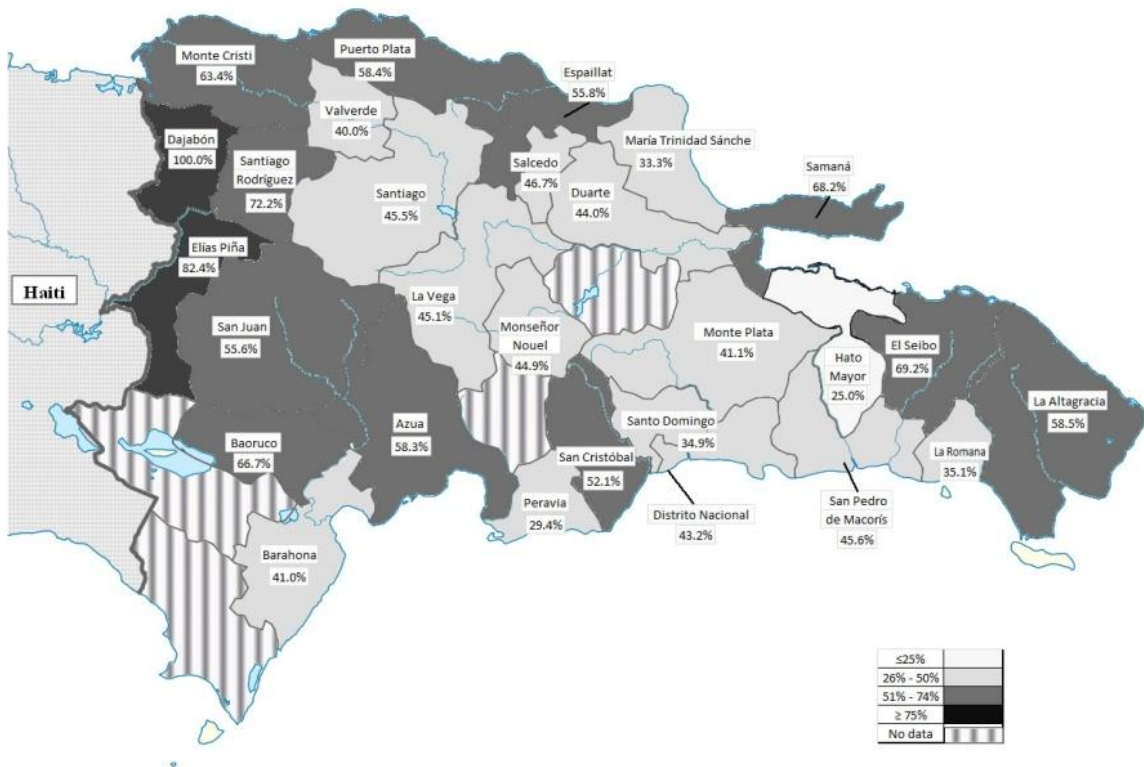 Monte Cristi
63.4%
Puerto Plata
58.4%
Espaillat
55.8%
Valverde
40.0%
Dajabón
100.0%
Santiago
Rodríguez
72.2%
Santiago
45.5%
Salcedo
46.7%
Duarte
44.0%
María Trinidad Sánche
33.3%
Samaná
68.2%
Elías Piña
82.4%
Haiti
San Juan
55.6%
La Vega
45.1%
Monseñor
Nouel
44.9%
Monte Plata
41.1%
Hato
Mayor
25.0%
El Seibo
69.2%
La Altagracia
58.5%
Baoruco
66.7%
Azua
58.3%
San Cristóbal
52.1%
Santo Domingo
34.9%
La Romana
35.1%
Peravia
29.4%
Distrito Nacional
43.2%
San Pedro
de Macorís
45.6%
Barahona
41.0%
≤25%
26% - 50%
51% - 74%
≥ 75%
No data